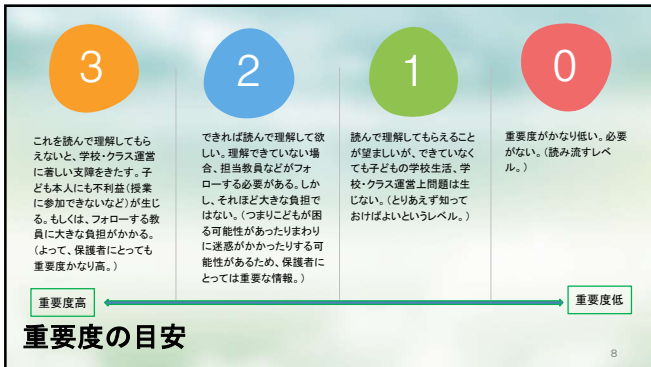 3
これを読んで理解してもら
えないと、学校・クラス運営
に著しい支障をきたす。子
ども本人にも不利益（授業
に参加できないなど）が生じ
る。もしくは、フォローする教
員に大きな負担がかかる。
（よって、保護者にとっても
重要度かなり高。）
2
できれば読んで理解して欲
しい。理解できていない場
合、担当教員などがフォ
ローする必要がある。しか
し、それほど大きな負担で
はない。（つまりこどもが困
る可能性があったりまわり
に迷惑がかかったりする可
能性があるため、保護者に
とっては重要な情報。）
1
読んで理解してもらえること
が望ましいが、できていなく
ても子どもの学校生活、学
校・クラス運営上問題は生
じない。（とりあえず知って
おけばよいというレベル。）
0
重要度がかなり低い。必要
がない。（読み流すレベ
ル。）
重要度高
重要度低
重要度の目安
8